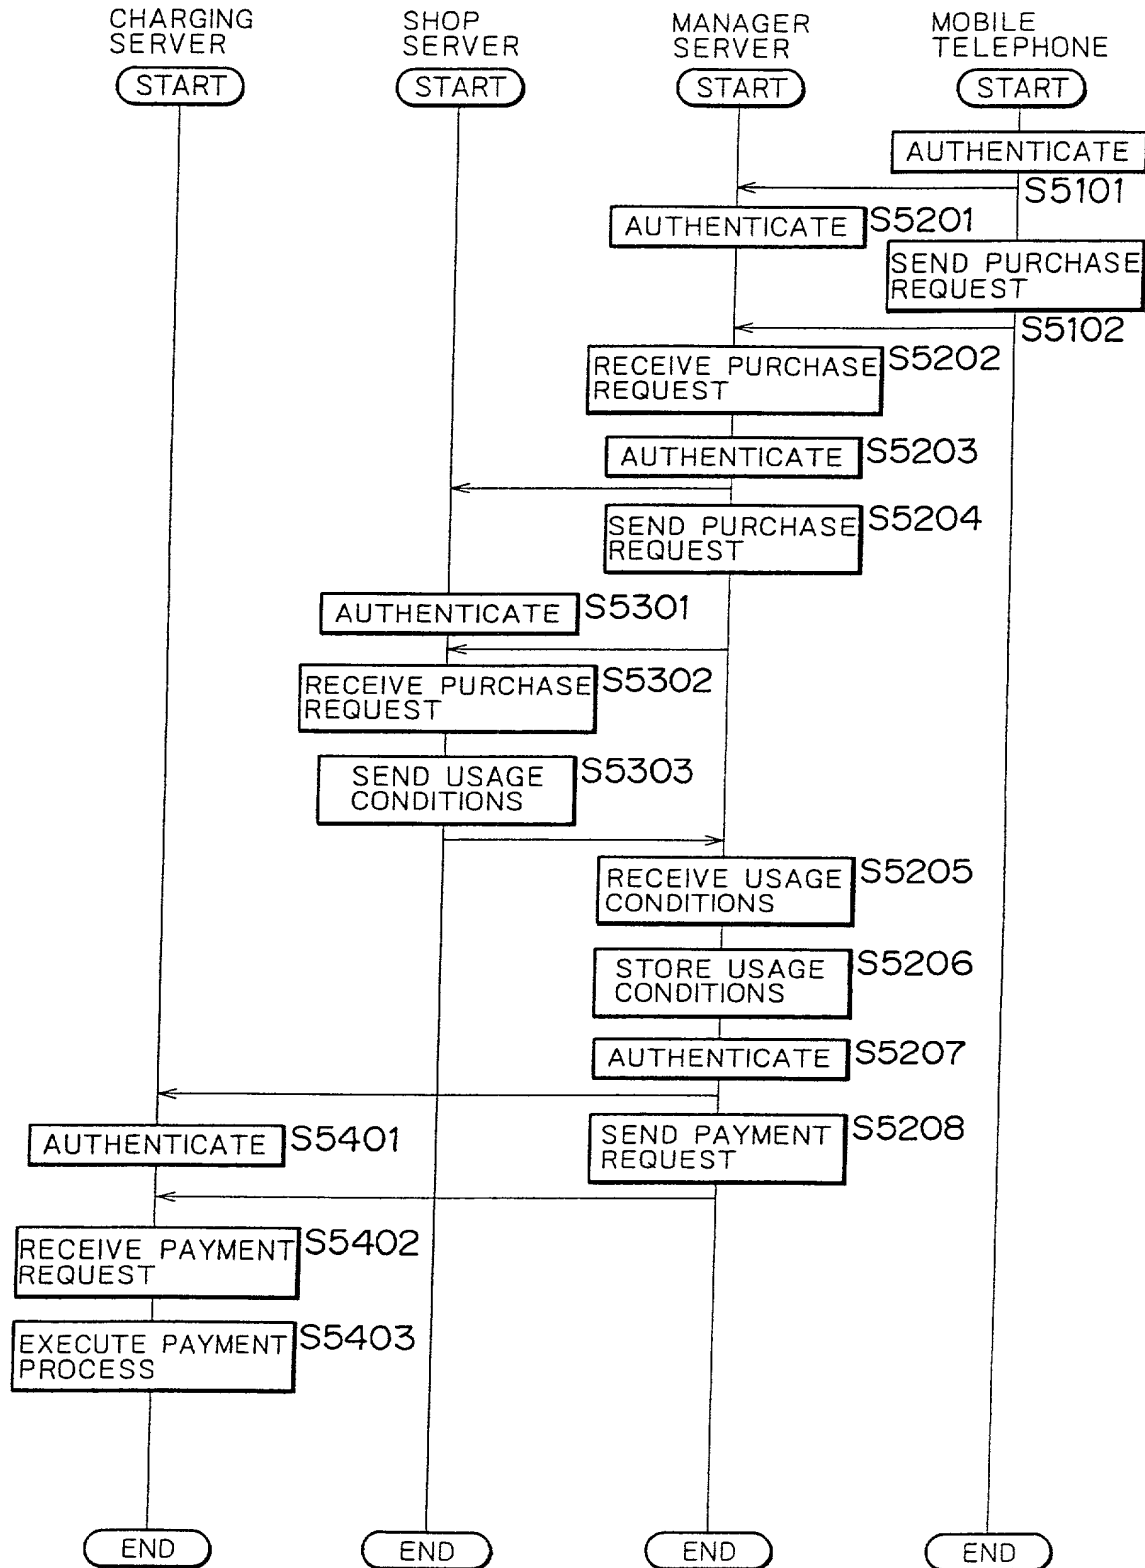 CHARGING
SERVER
SHOP
SERVER
MANAGER
SERVER
MOBILE
TELEPHONE
START
START
START
START
AUTHENTICATE
S5101
AUTHENTICATE
S5201
SEND PURCHASE
REQUEST
S5102
RECEIVE PURCHASE
REQUEST
S5202
AUTHENTICATE
S5203
SEND PURCHASE
REQUEST
S5204
AUTHENTICATE
S5301
RECEIVE PURCHASE
REQUEST
S5302
SEND USAGE
CONDITIONS
S5303
RECEIVE USAGE
CONDITIONS
S5205
STORE USAGE
CONDITIONS
S5206
AUTHENTICATE
S5207
AUTHENTICATE
S5401
SEND PAYMENT
REQUEST
S5208
RECEIVE PAYMENT
REQUEST
S5402
EXECUTE PAYMENT
PROCESS
S5403
END
END
END
END